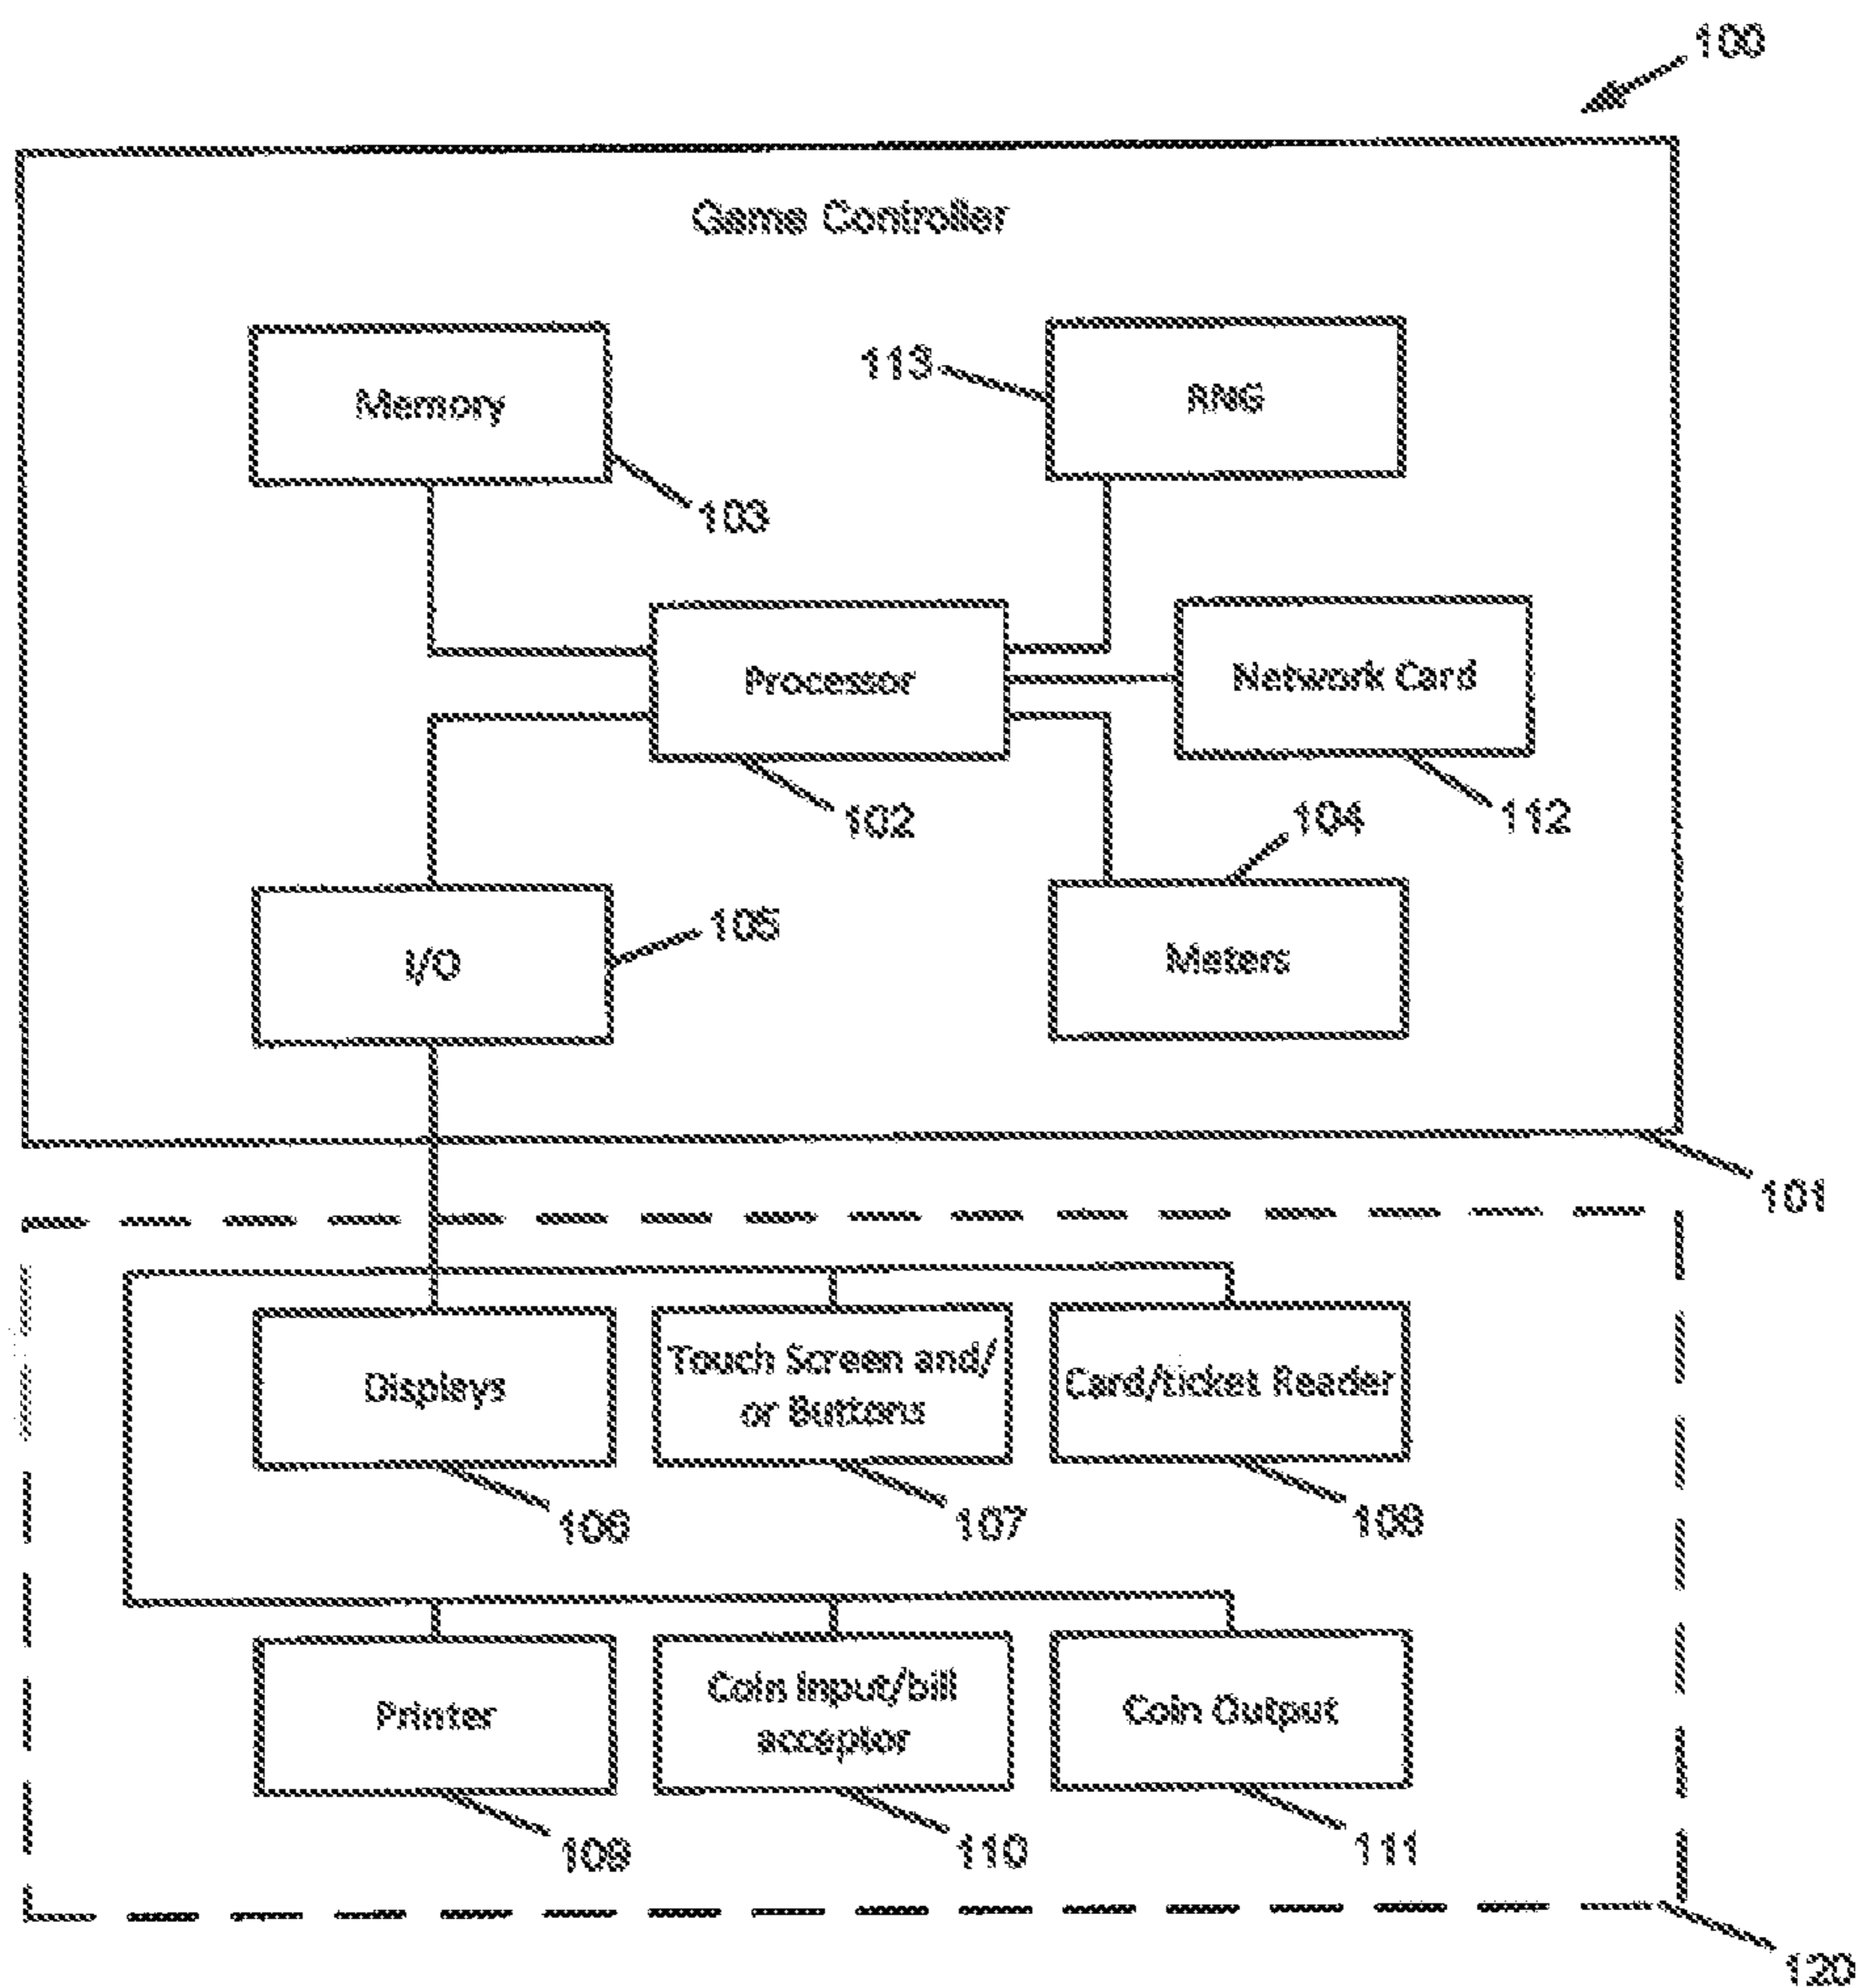 100
Game Controller
Memory
113
RNG
103
Processor
Network Card
102
104
112
I/O
105
Meters
101
Displays
Touch Screen and/
or Buttons
Card/ticket Reader
106
107
108
Printer
Coin Input/bill
acceptor
Coin Output
109
110
111
120